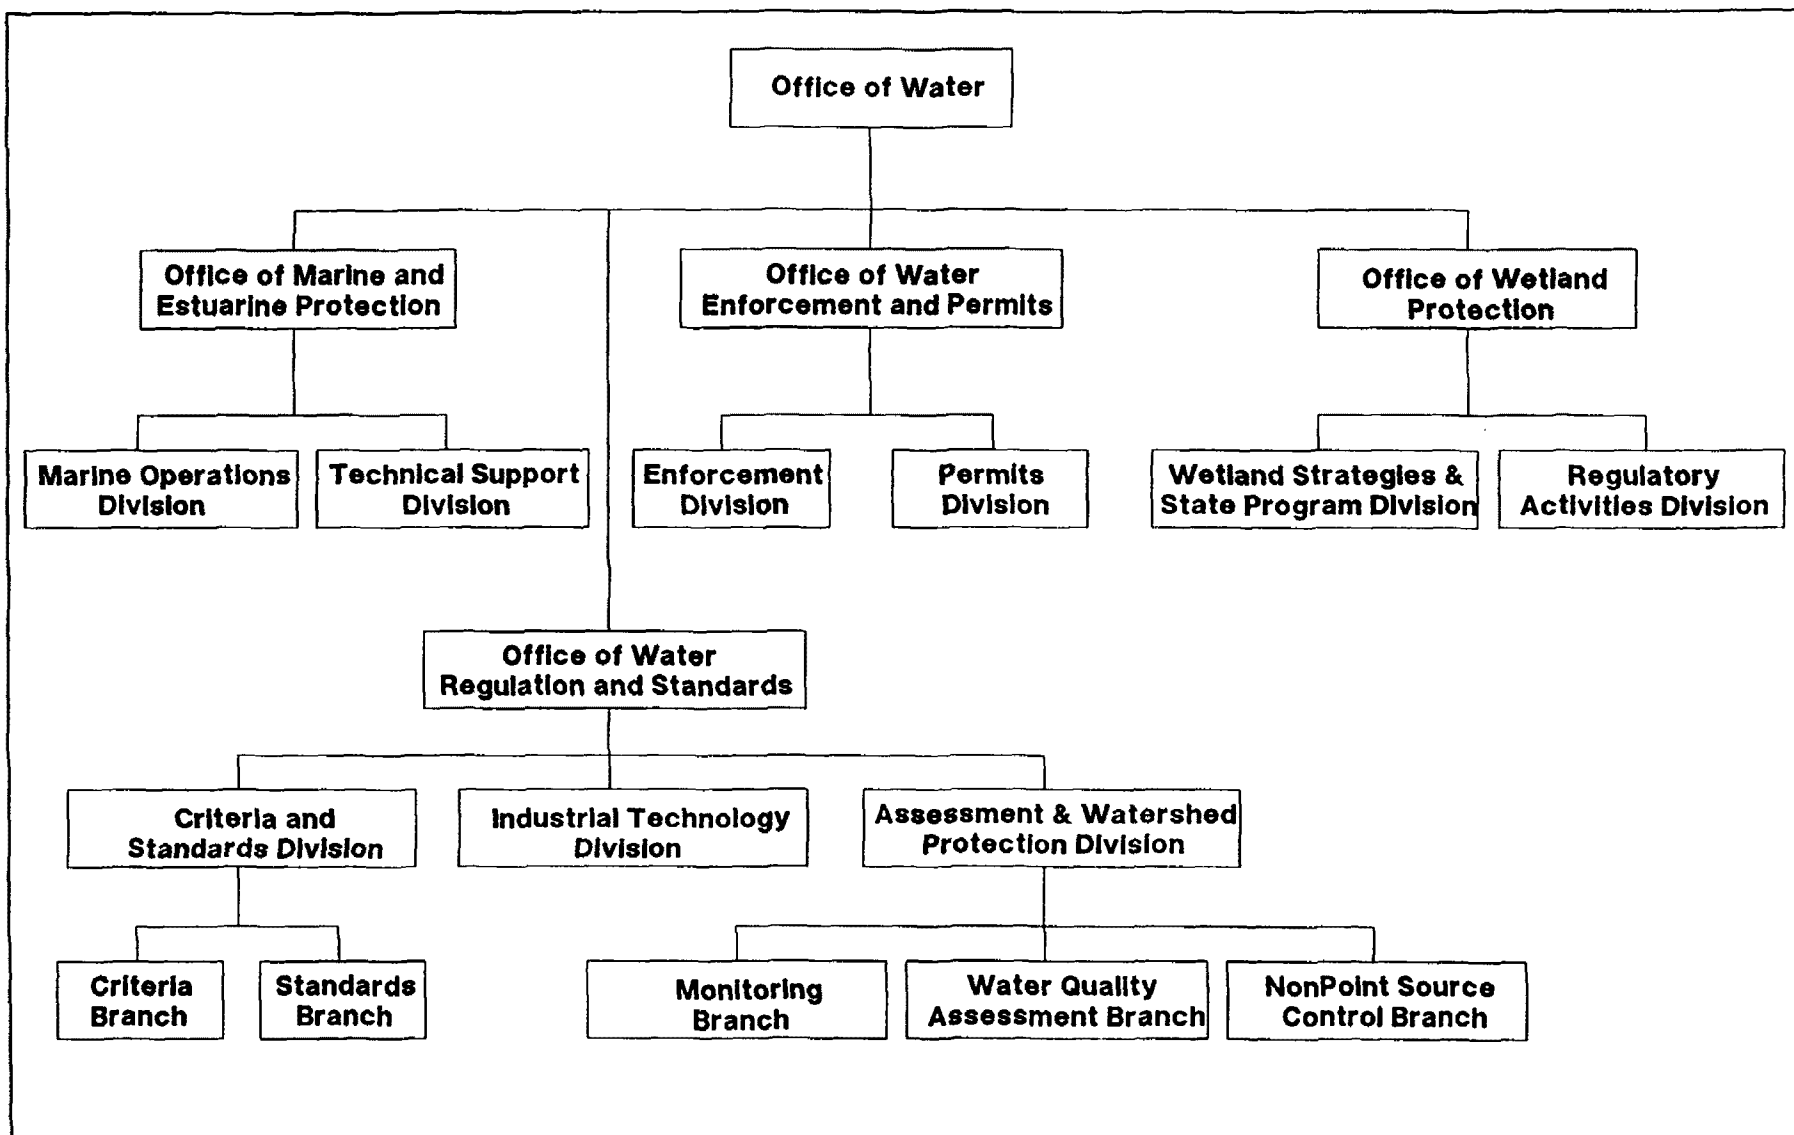 Office of Water
Office of Marine and
Estuarine Protection
Office of Water
Enforcement and Permits
Office of Wetland
Protection
Marine Operations
Division
Technical Support
Division
Enforcement
Division
Permits
Division
Wetland Strategies &
State Program Division
Regulatory
Activities Division
Office of Water
Regulation and Standards
Criteria and
Standards Division
Industrial Technology
Division
Assessment & Watershed
Protection Division
Criteria
Branch
Standards
Branch
Monitoring
Branch
Water Quality
Assessment Branch
NonPoint Source
Control Branch